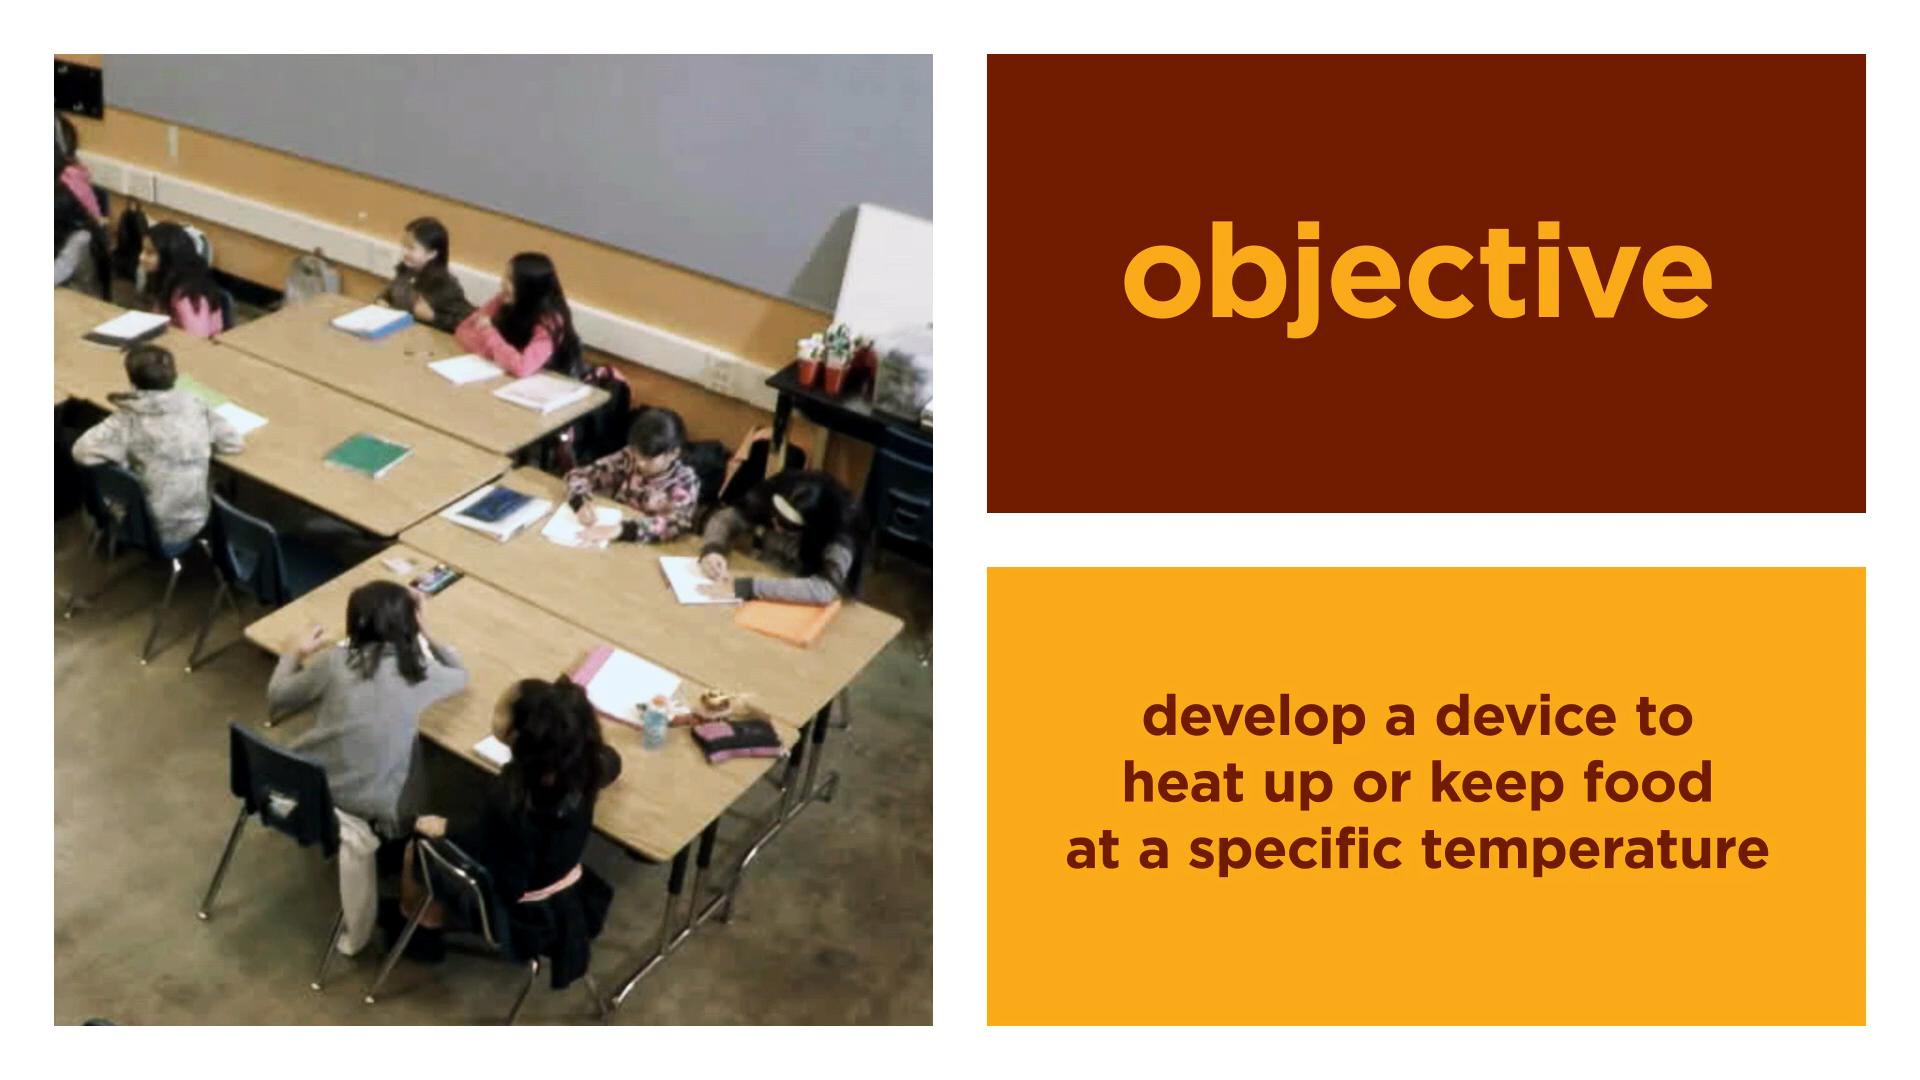 objective
develop a device to
heat up or keep food
at a specific temperature